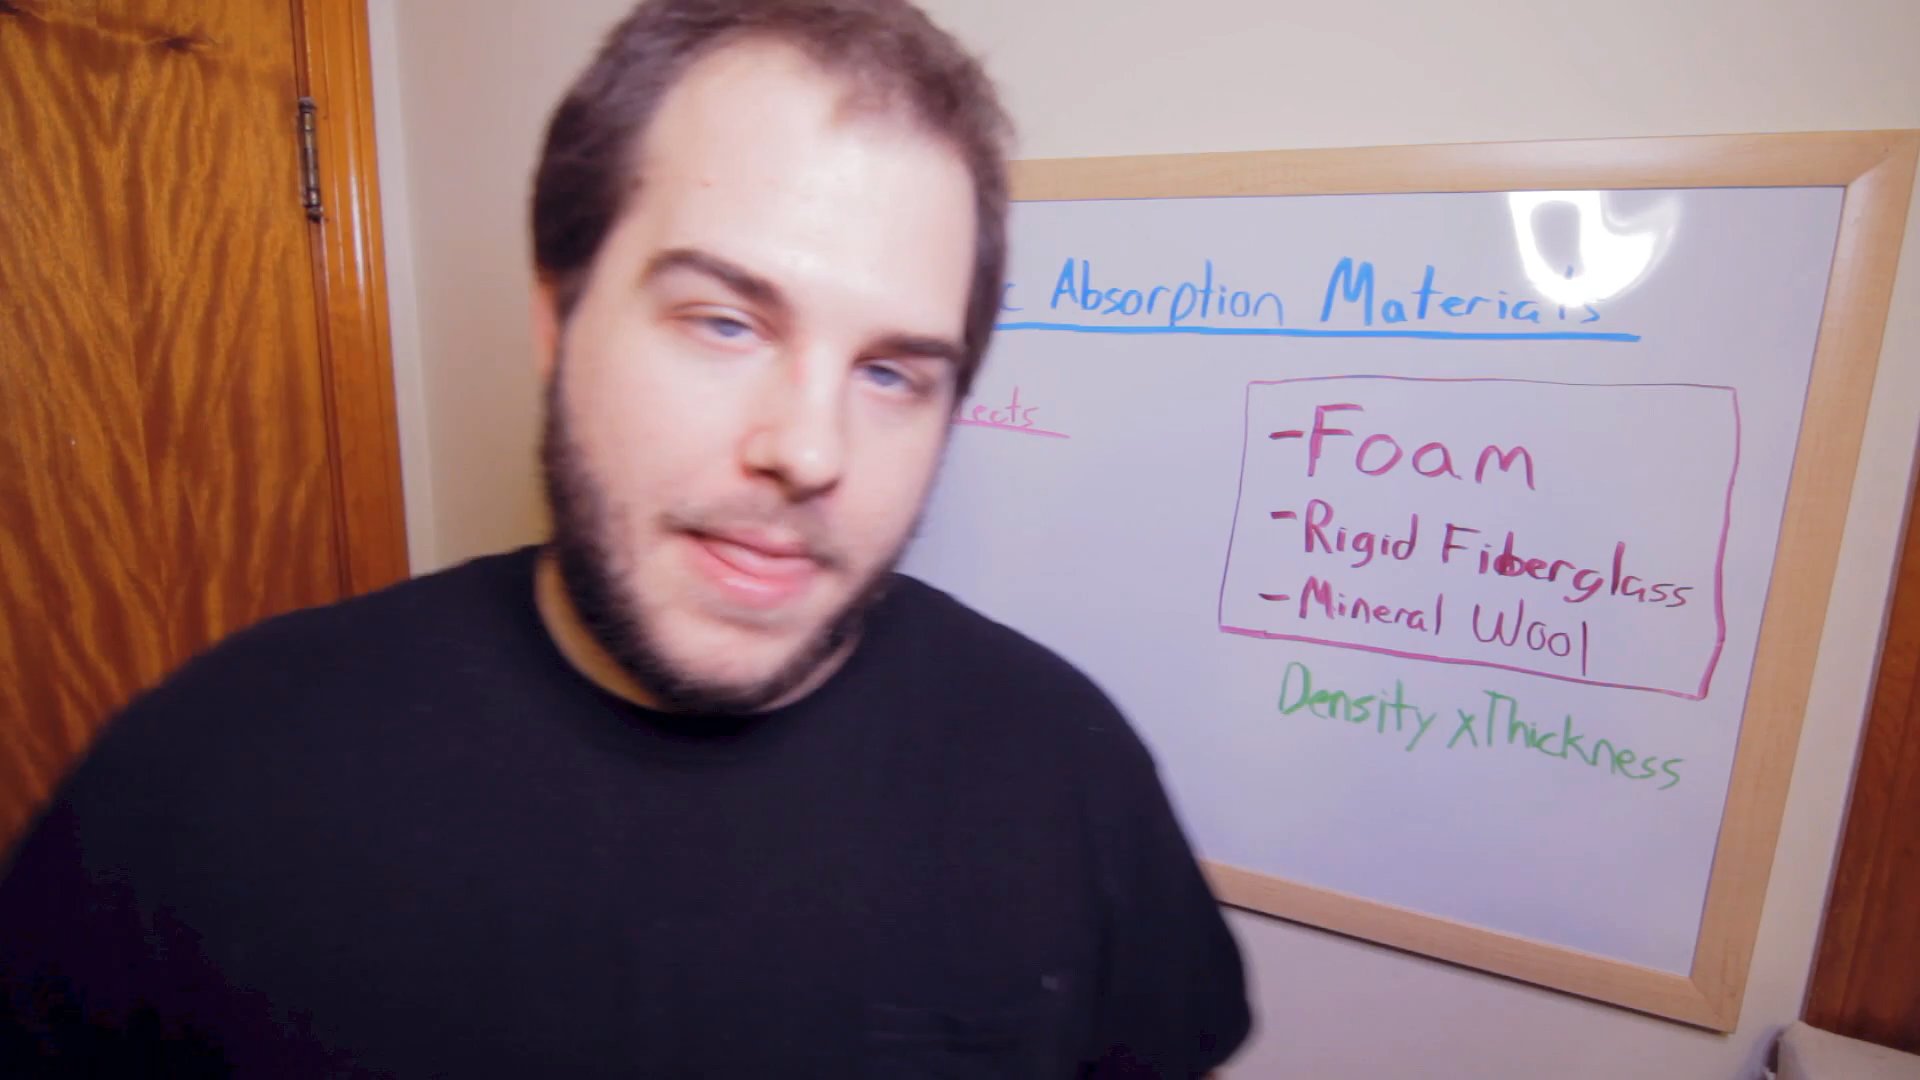 Absorption Materials
-Foam
-Rigid Fiberglass
-Mineral Wool
Density x Thickness